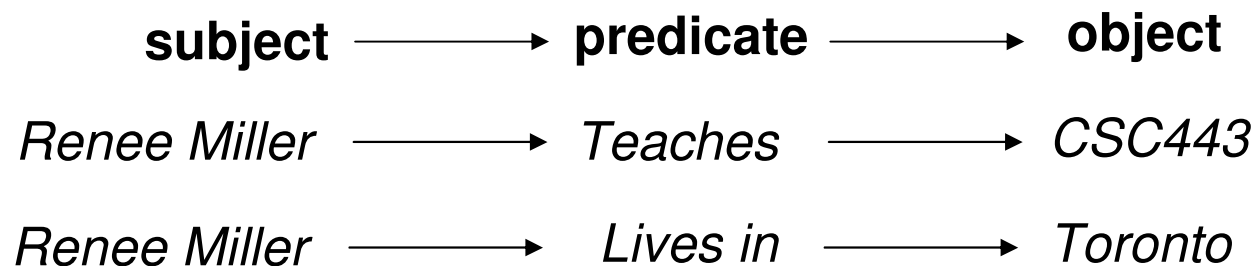 subject → predicate → object
Renee Miller → Teaches → CSC443
Renee Miller → Lives in → Toronto